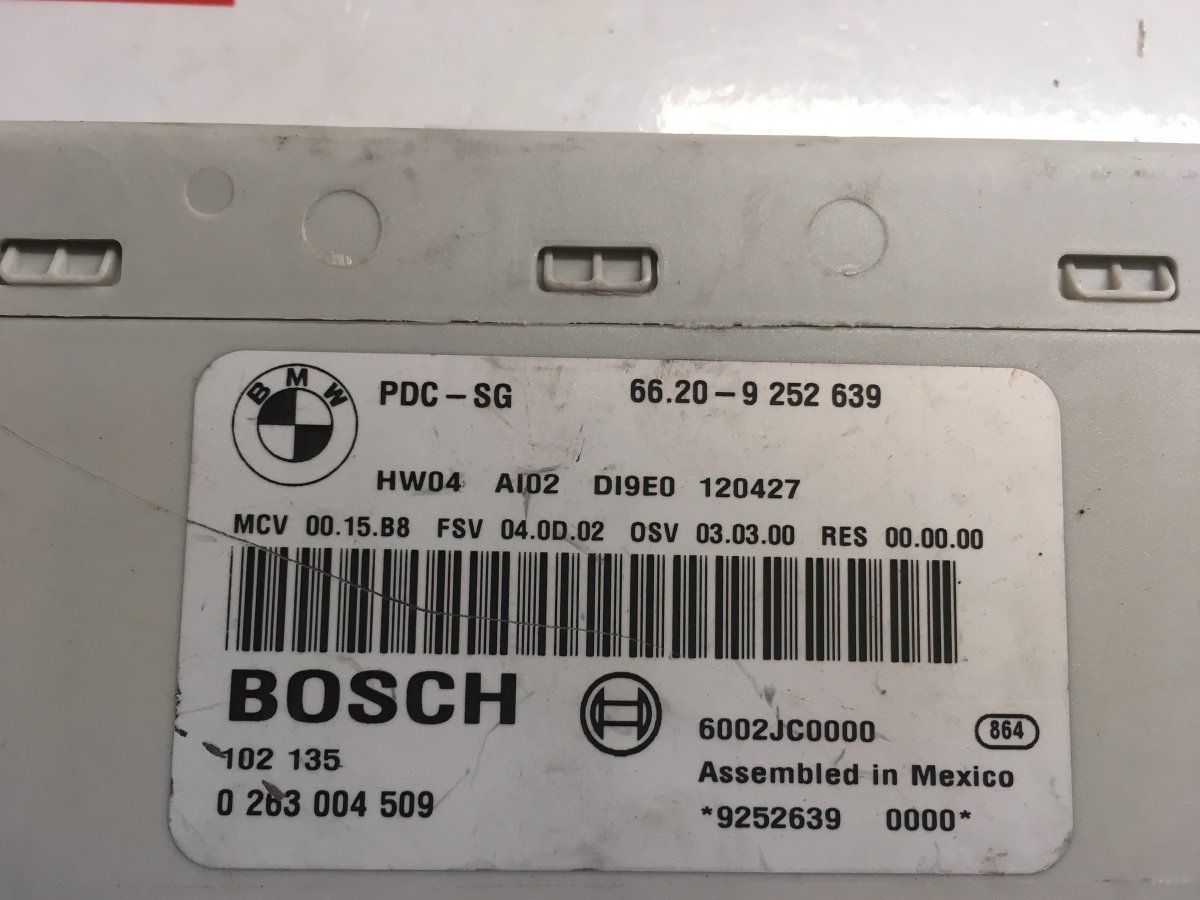 BMW PDC-SG 66.20-9 252 639
HW04 AI02 DI9E0 120427
MCV 00.15.B8 FSV 04.0D.02 OSV 03.03.00 RES 00.00.00
BOSCH
6002JC0000 864
102 135
Assembled in Mexico
0 263 004 509
*9252639 0000*